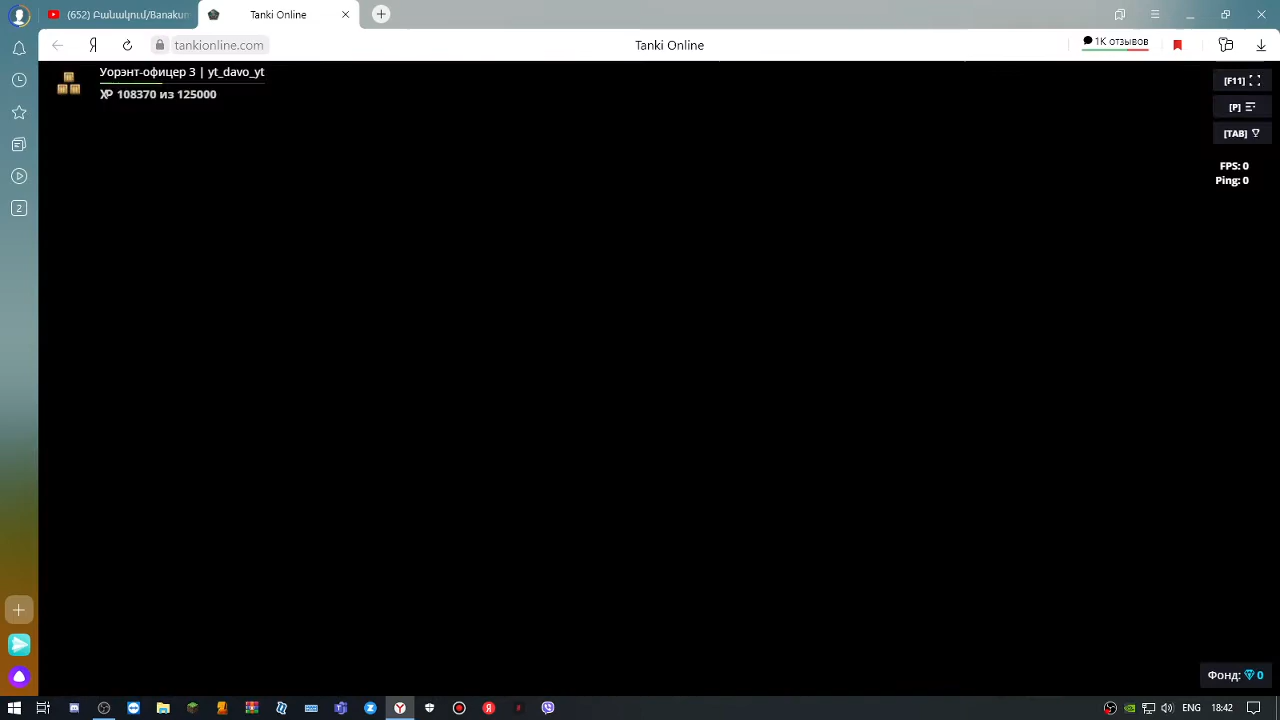 (652) Բանակում/Banakum
Tanki Online
tankionline.com
Tanki Online
1K отзывов
Уорэнт-офицер 3 | yt_davo_yt
XP 108370 из 125000
[F11]
[P]
[TAB]
FPS: 0
Ping: 0
2
Фонд: 0
ENG
18:42